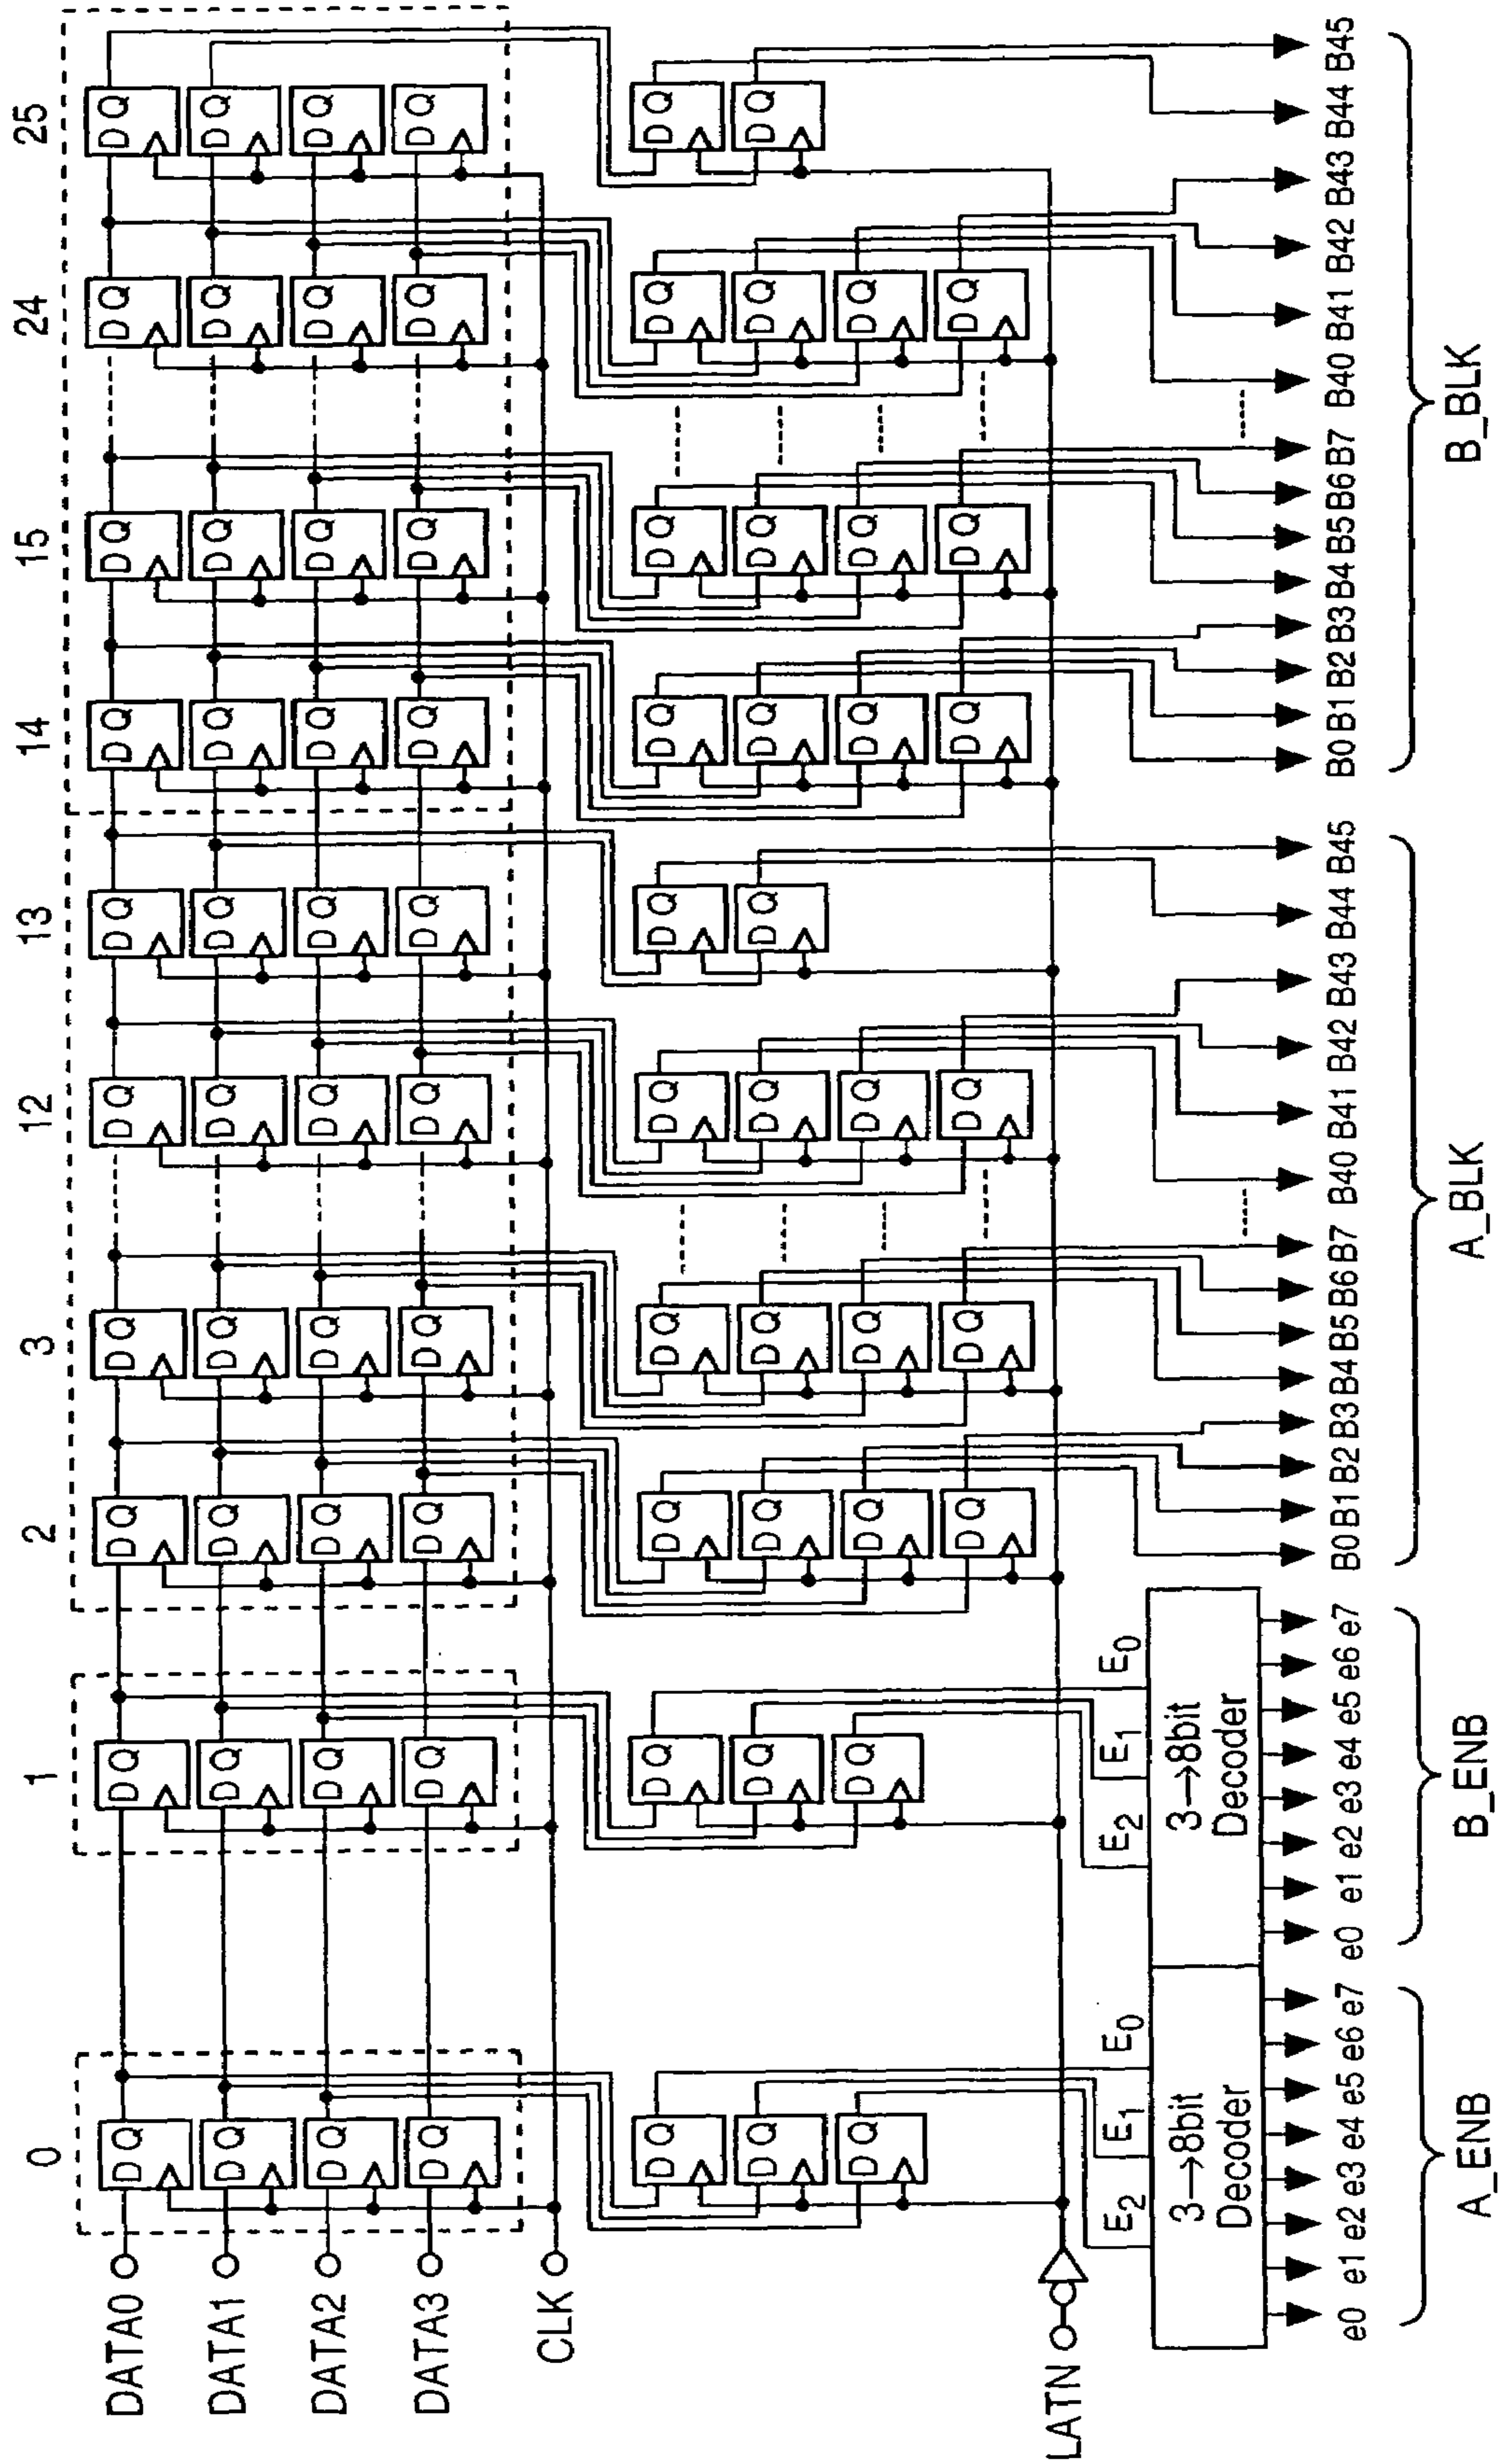 0 1 2 3 12 13 14 15 24 25
DATA0 D Q D Q D Q D Q D Q D Q D Q D Q D Q D Q
DATA1 D Q D Q D Q D Q D Q D Q D Q D Q D Q D Q
DATA2 D Q D Q D Q D Q D Q D Q D Q D Q D Q D Q
DATA3 D Q D Q D Q D Q D Q D Q D Q D Q D Q D Q
CLK
D Q D Q D Q D Q D Q D Q D Q D Q D Q D Q
D Q D Q D Q D Q D Q D Q D Q D Q D Q D Q
D Q D Q D Q D Q D Q D Q D Q D Q
D Q D Q D Q D Q D Q D Q
LATN
E2 E1 E0 E2 E1 E0
3→8bit 3→8bit
Decoder Decoder
e0 e1 e2 e3 e4 e5 e6 e7 e0 e1 e2 e3 e4 e5 e6 e7 B0 B1 B2 B3 B4 B5 B6 B7 B40 B41 B42 B43 B44 B45 B0 B1 B2 B3 B4 B5 B6 B7 B40 B41 B42 B43 B44 B45
A_ENB B_ENB A_BLK B_BLK